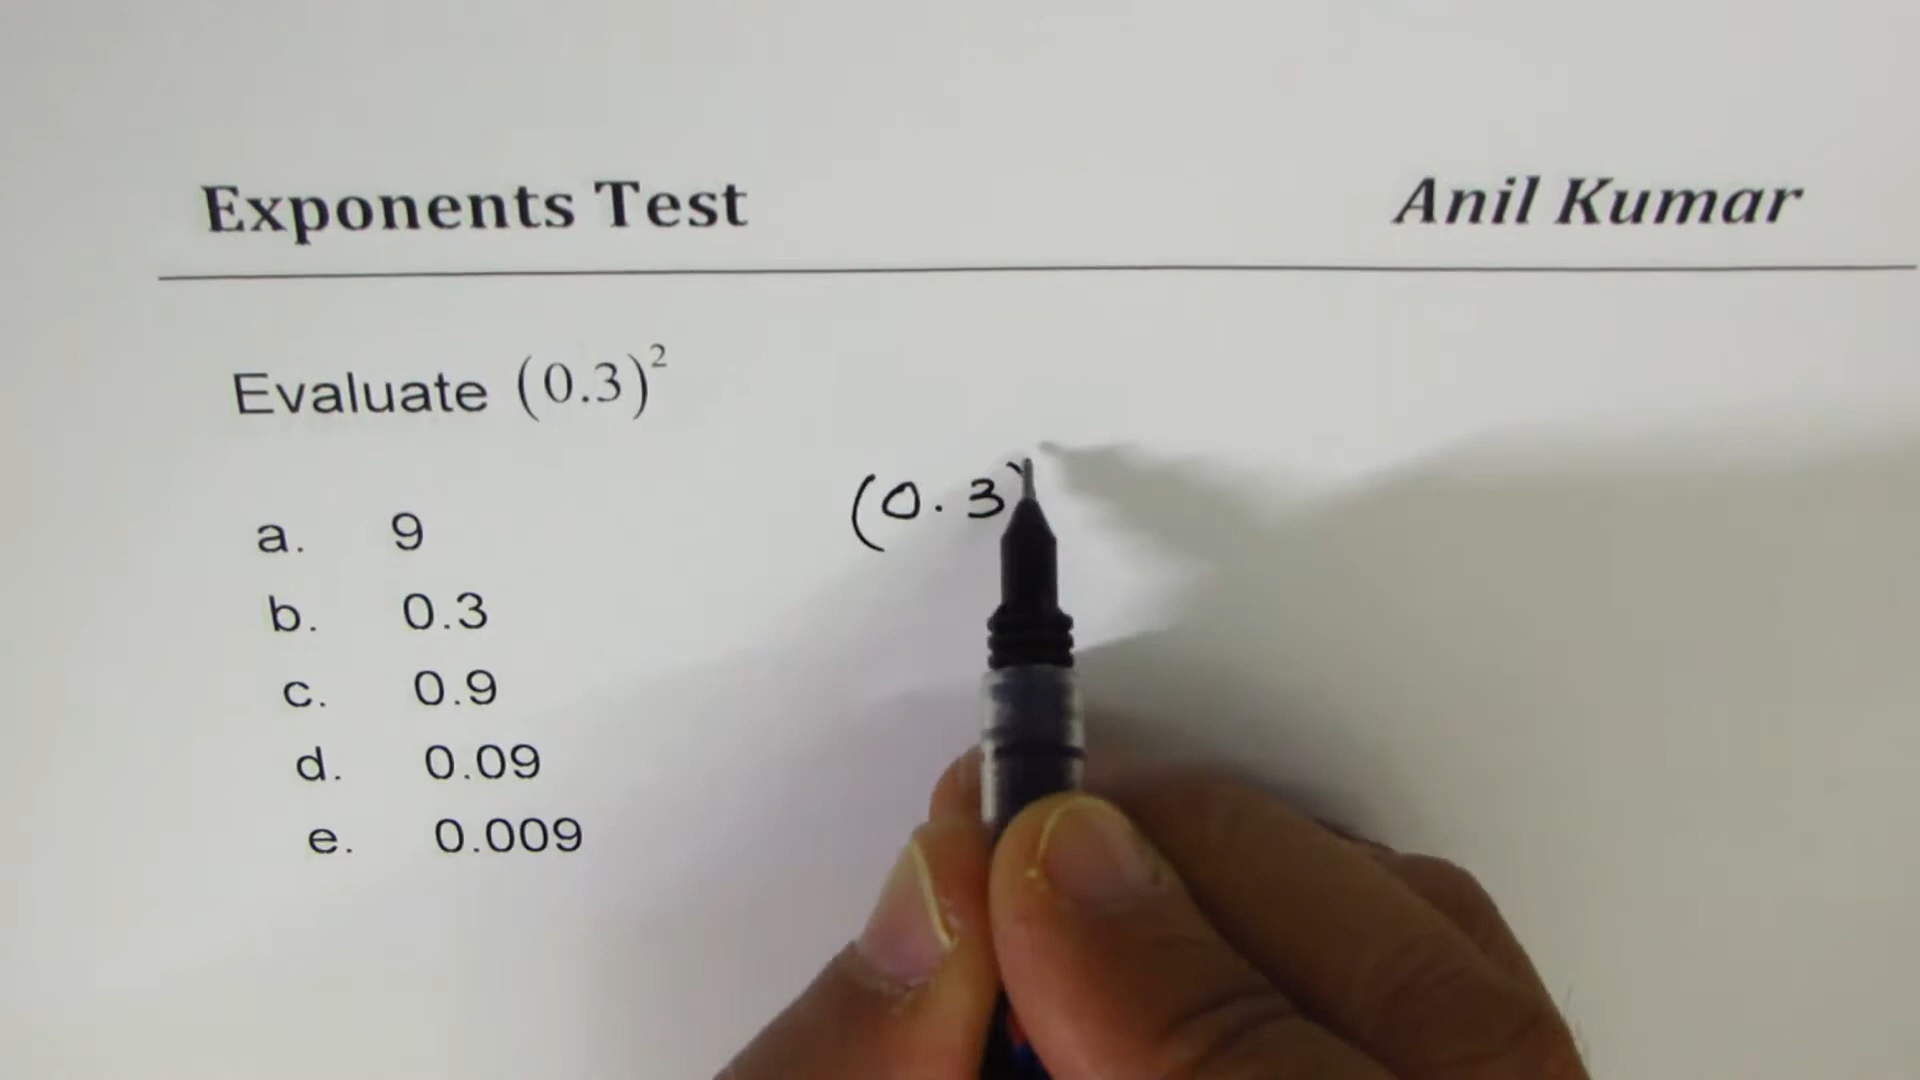 Exponents Test Anil Kumar
Evaluate (0.3)²
(0.3)
a. 9
b. 0.3
c. 0.9
d. 0.09
e. 0.009